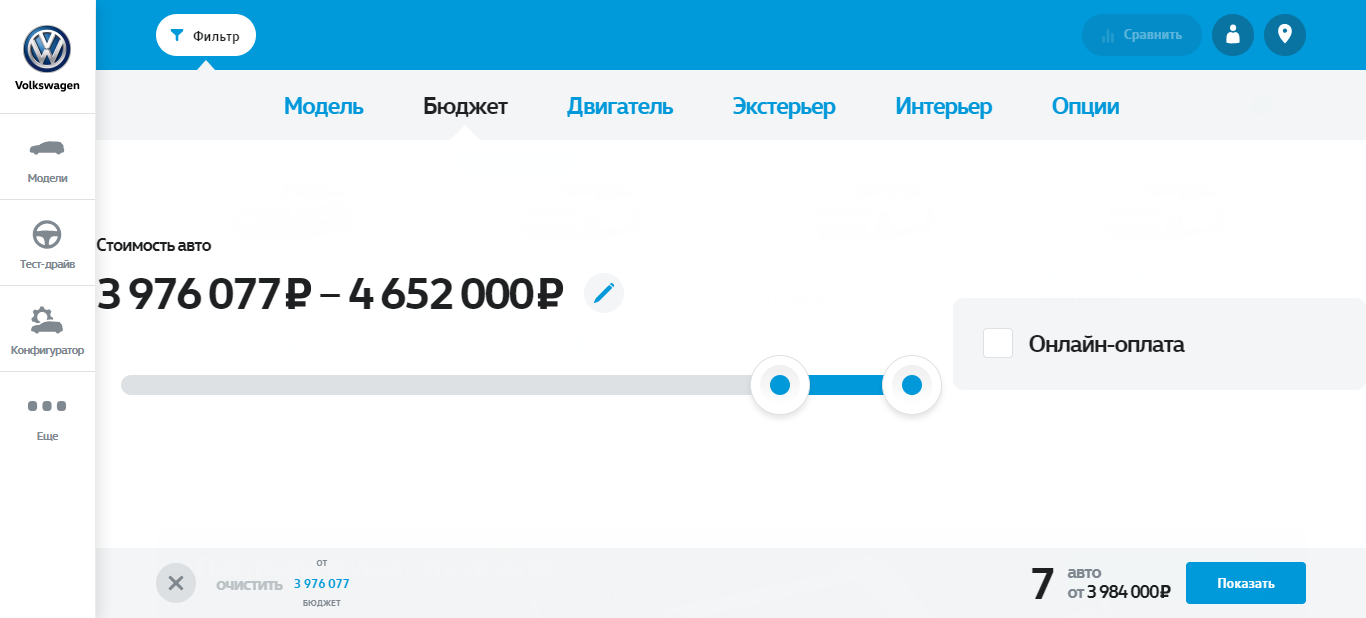 Фильтр
Сравнить
Volkswagen
Модель Бюджет Двигатель Экстерьер Интерьер Опции
Модели
Тест-драйв
Конфигуратор
Еще
Стоимость авто
3 976 077₽ – 4 652 000₽
Онлайн-оплата
очистить
от
3 976 077
бюджет
7 авто
от 3 984 000₽
Показать